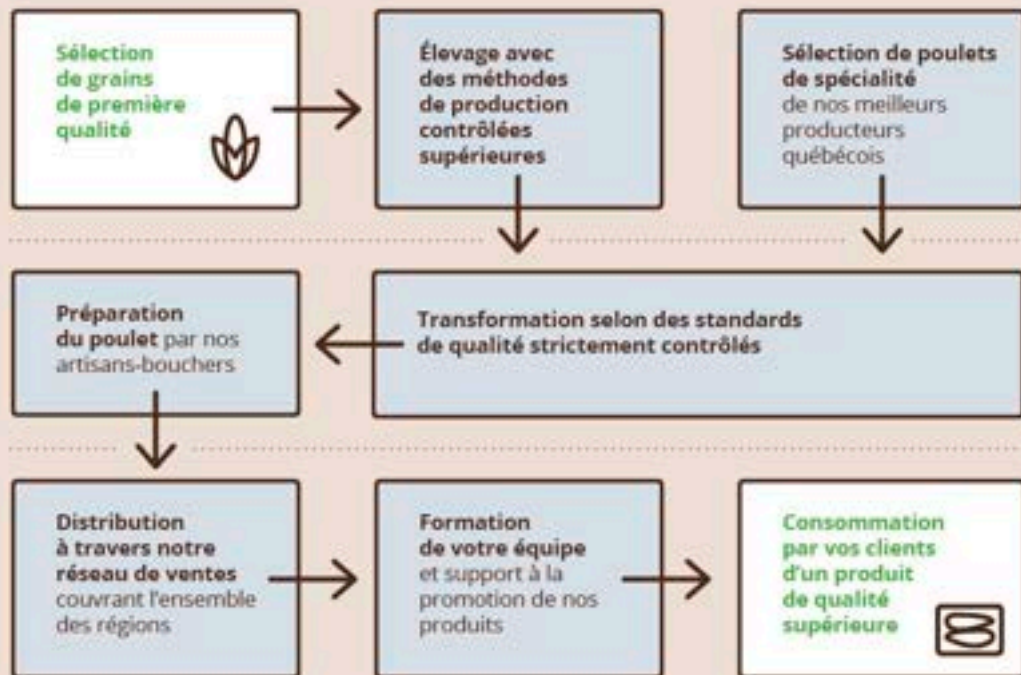 Sélection
de grains
de première
qualité
Élevage avec
des méthodes
de production
contrôlées
supérieures
Sélection de poulets
de spécialité
de nos meilleurs
producteurs
québécois
Transformation selon des standards
de qualité strictement contrôlés
Préparation
du poulet par nos
artisans-bouchers
Distribution
à travers notre
réseau de ventes
couvrant l'ensemble
des régions
Formation
de votre équipe
et support à la
promotion de nos
produits
Consommation
par vos clients
d'un produit
de qualité
supérieure